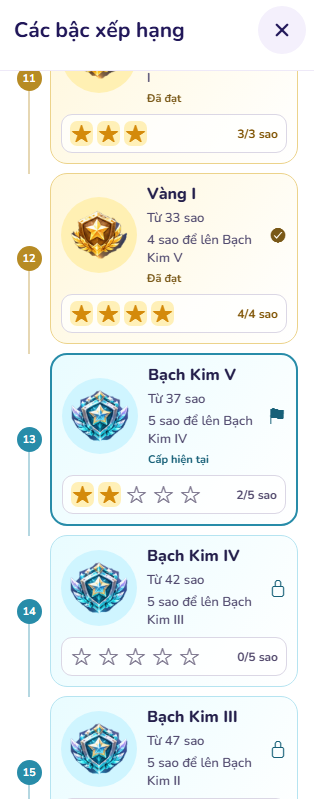 Các bậc xếp hạng
11
I
Đã đạt
3/3 sao
12
Vàng I
Từ 33 sao
4 sao để lên Bạch
Kim V
Đã đạt
4/4 sao
13
Bạch Kim V
Từ 37 sao
5 sao để lên Bạch
Kim IV
Cấp hiện tại
2/5 sao
14
Bạch Kim IV
Từ 42 sao
5 sao để lên Bạch
Kim III
0/5 sao
15
Bạch Kim III
Từ 47 sao
5 sao để lên Bạch
Kim II